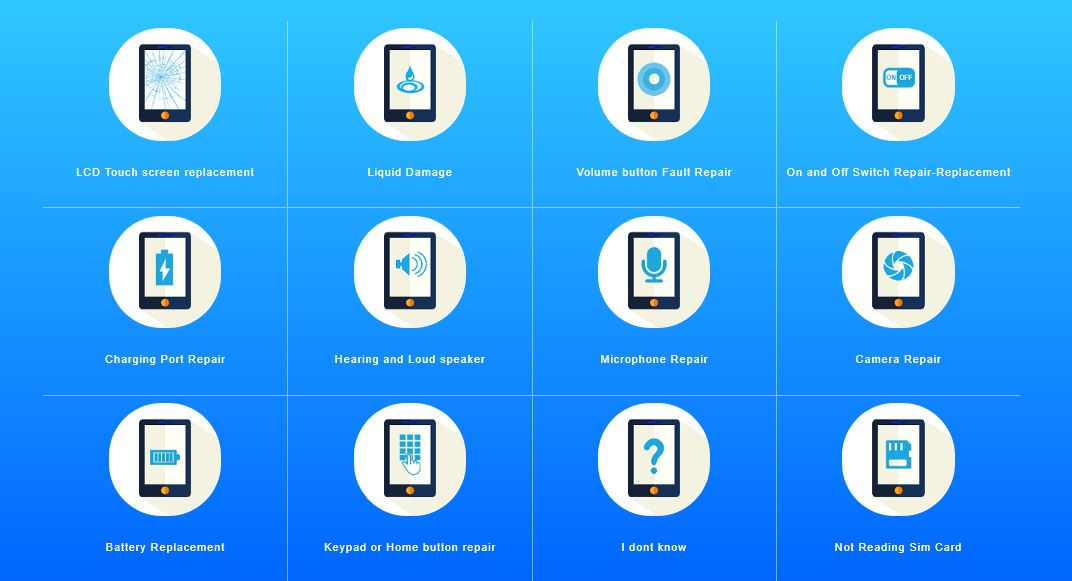 ON OFF
LCD Touch screen replacement
Liquid Damage
Volume button Fault Repair
On and Off Switch Repair-Replacement
Charging Port Repair
Hearing and Loud speaker
Microphone Repair
Camera Repair
?
Battery Replacement
Keypad or Home button repair
I dont know
Not Reading Sim Card